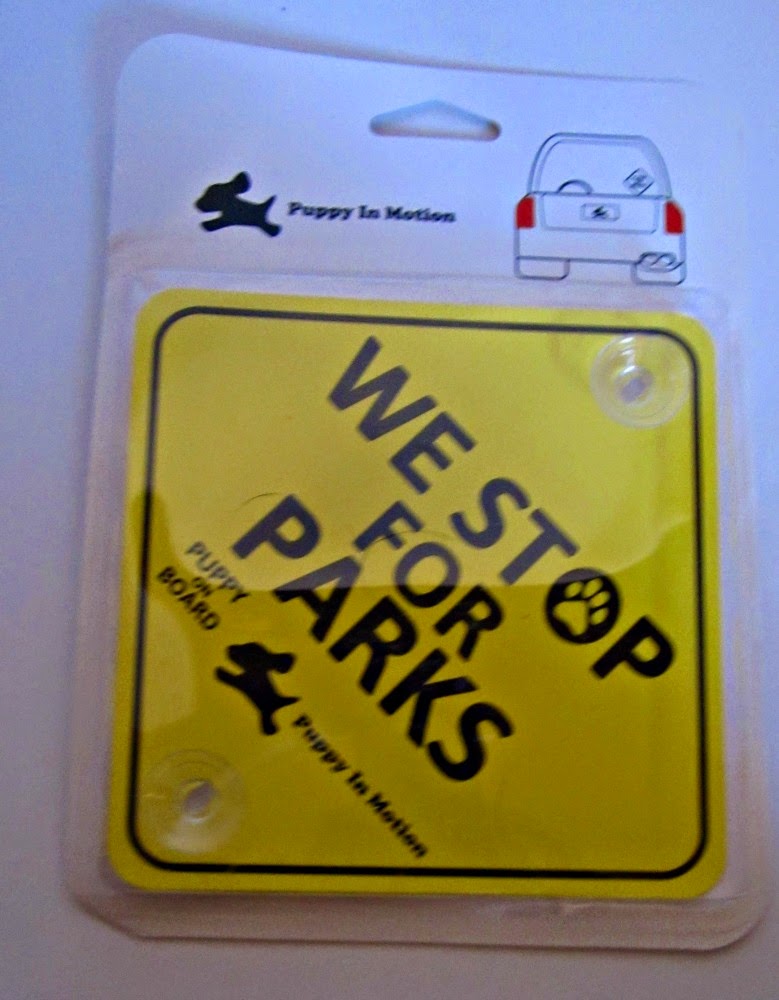 Puppy In Motion
WE STOP
FOR
PARKS
PUPPY
ON
BOARD
Puppy In Motion